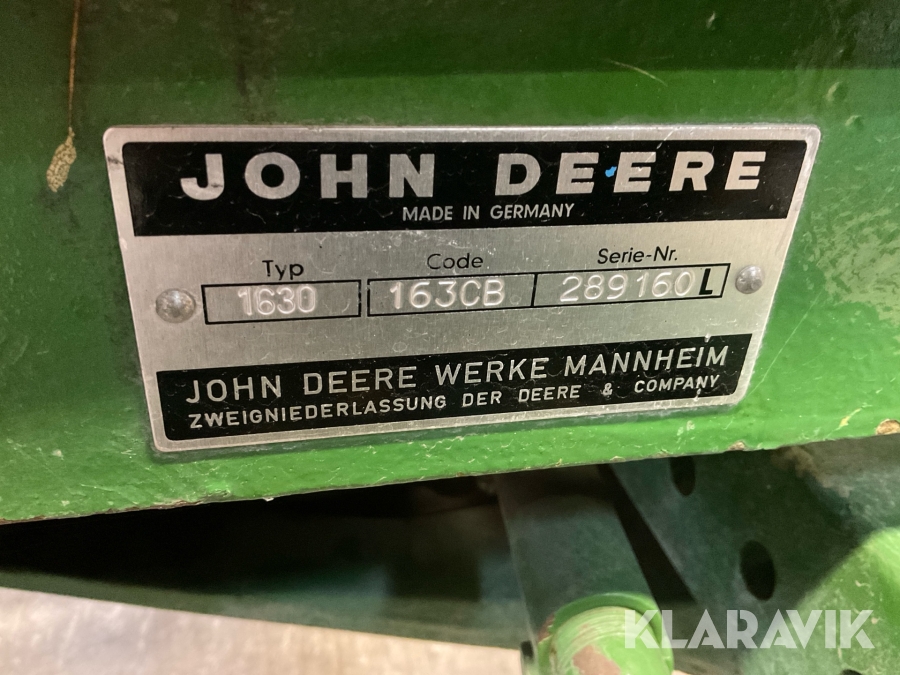 JOHN DEERE
MADE IN GERMANY
Typ Code Serie-Nr.
1630 163CB 289160L
JOHN DEERE WERKE MANNHEIM
ZWEIGNIEDERLASSUNG DER DEERE & COMPANY
KLARAVIK